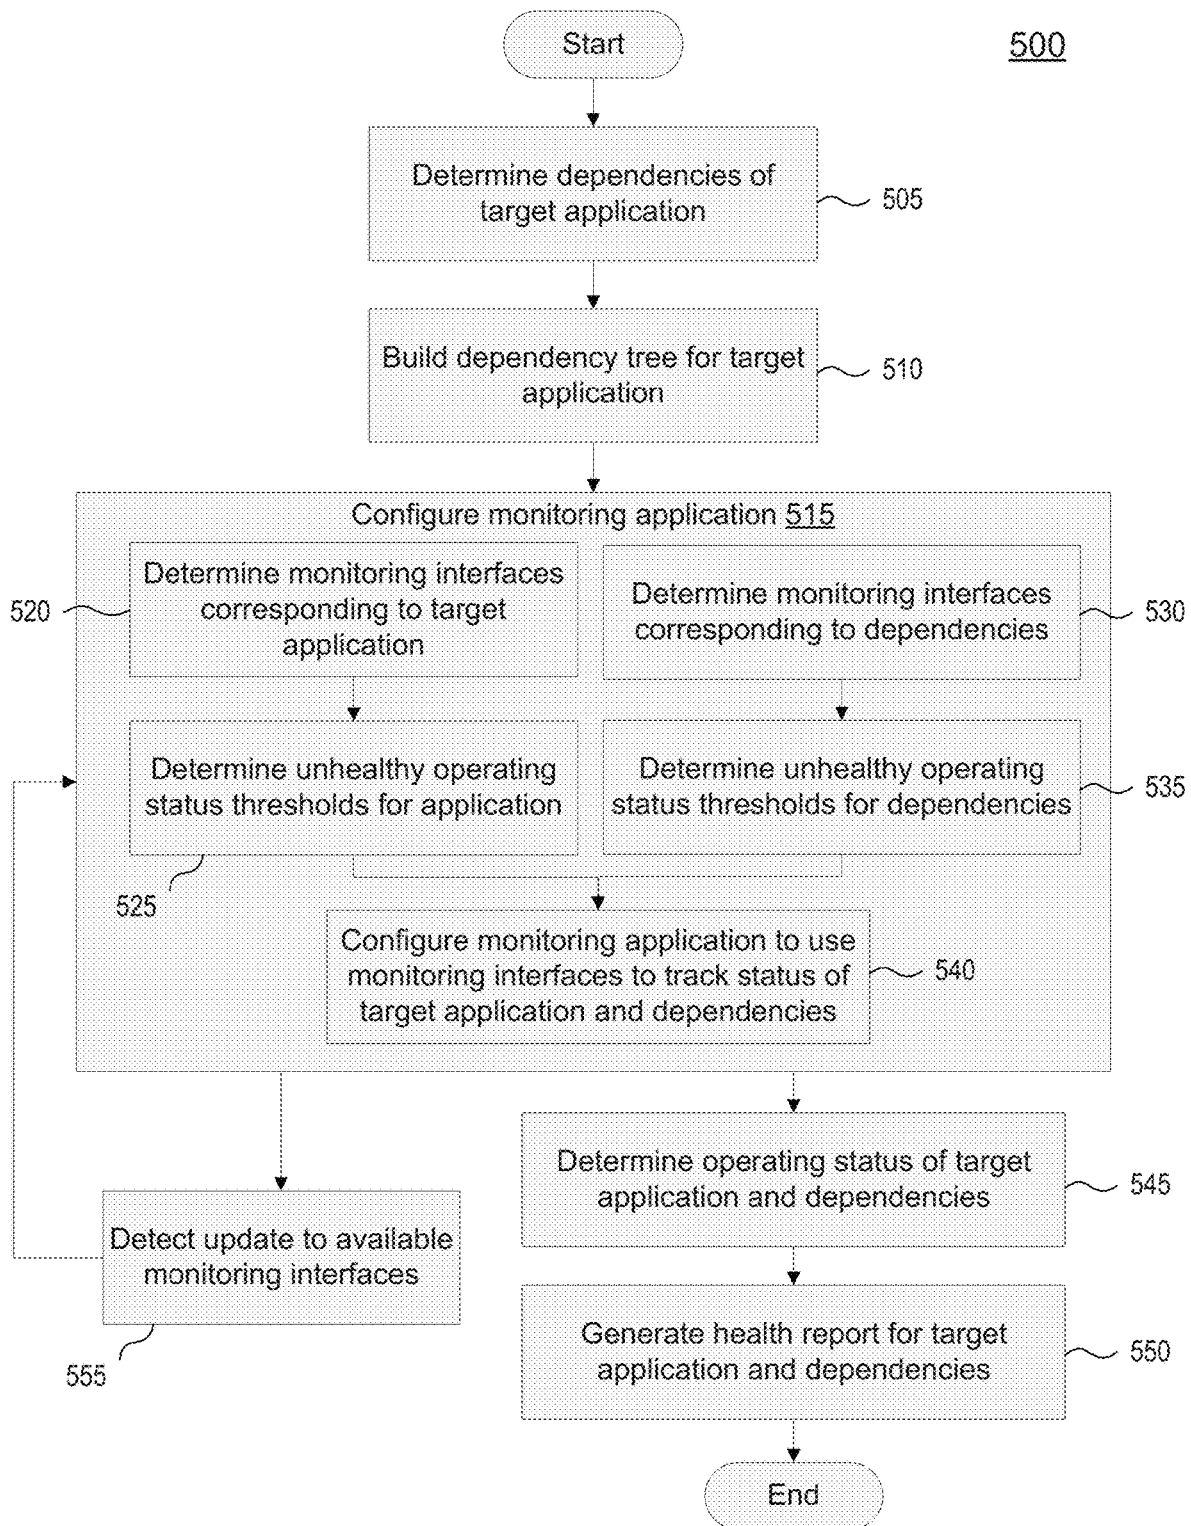 Start
500
Determine dependencies of
target application
505
Build dependency tree for target
application
510
Configure monitoring application 515
Determine monitoring interfaces
corresponding to target
application
520
Determine monitoring interfaces
corresponding to dependencies
530
Determine unhealthy operating
status thresholds for application
525
Determine unhealthy operating
status thresholds for dependencies
535
Configure monitoring application to use
monitoring interfaces to track status of
target application and dependencies
540
Determine operating status of target
application and dependencies
545
Detect update to available
monitoring interfaces
555
Generate health report for target
application and dependencies
550
End